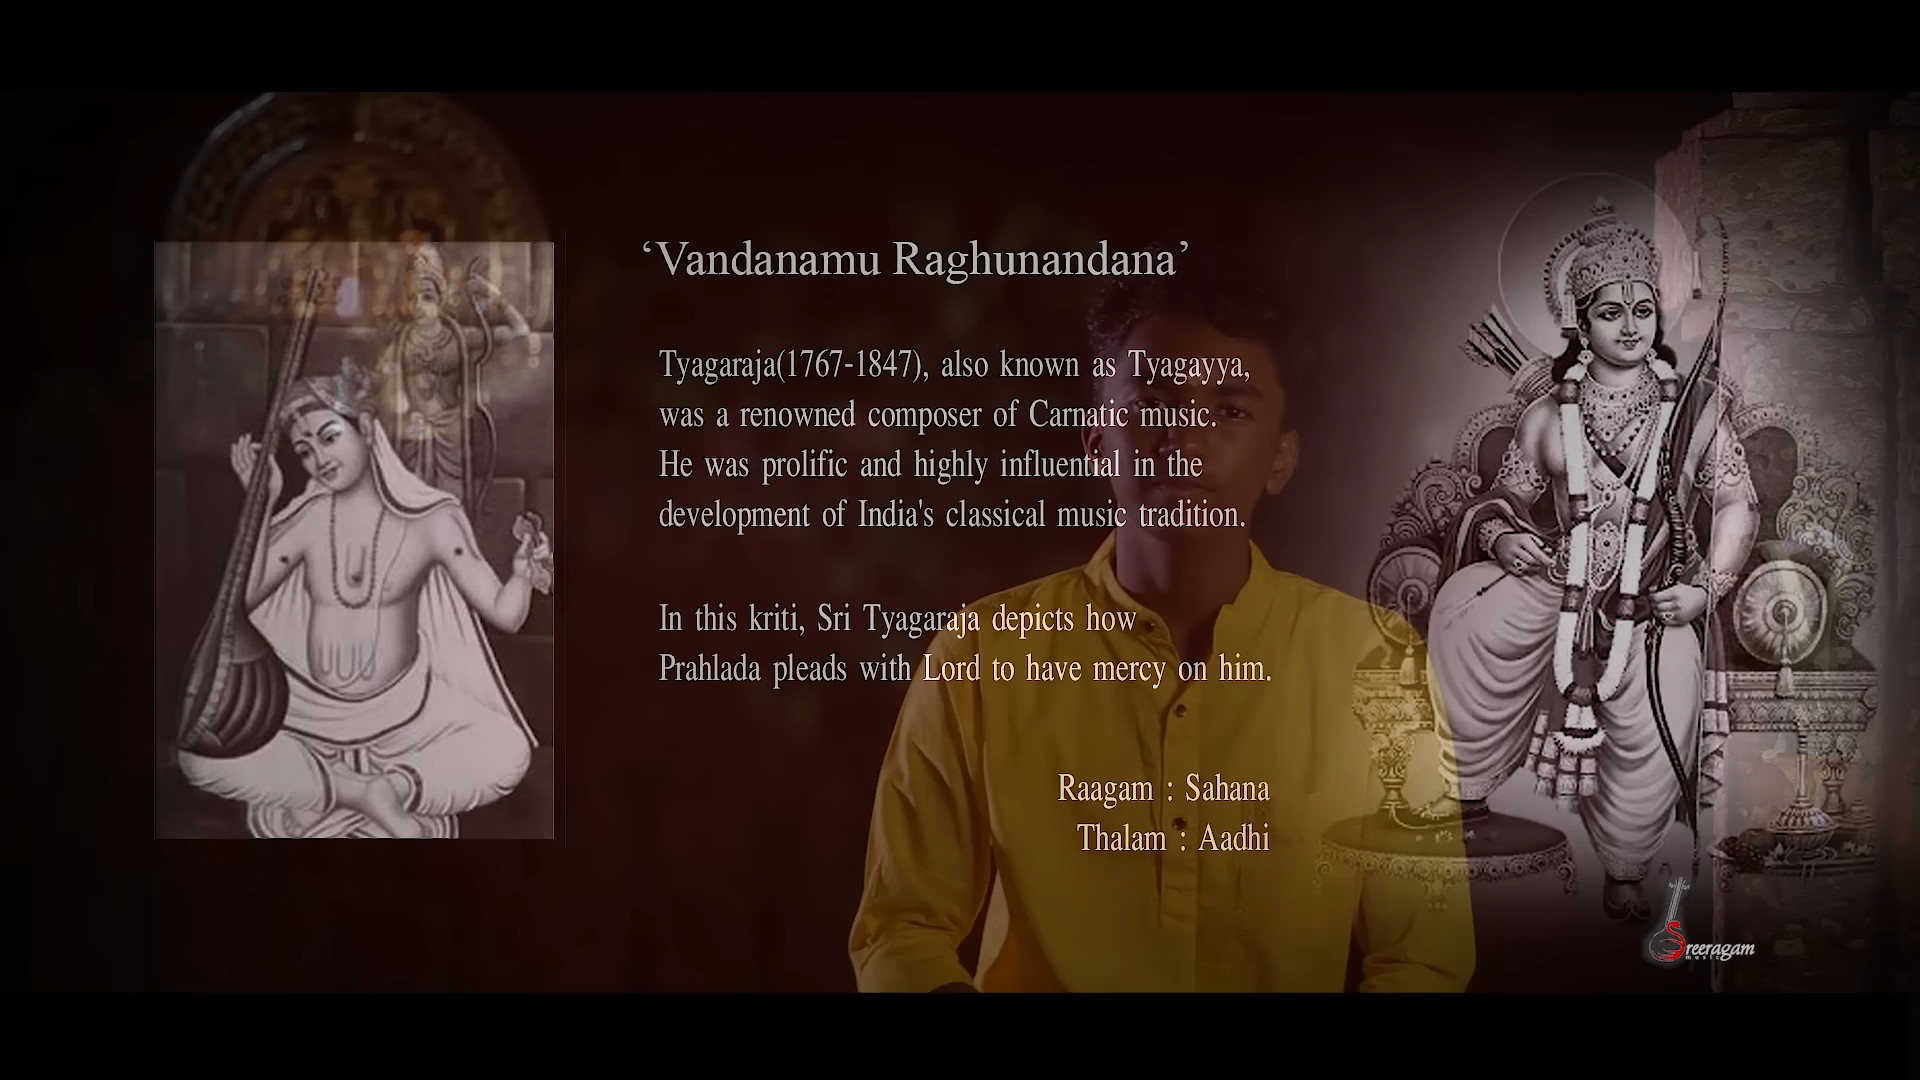 ‘Vandanamu Raghunandana’
Tyagaraja(1767-1847), also known as Tyagayya,
was a renowned composer of Carnatic music.
He was prolific and highly influential in the
development of India's classical music tradition.
In this kriti, Sri Tyagaraja depicts how
Prahlada pleads with Lord to have mercy on him.
Raagam : Sahana
Thalam : Aadhi
Sreeragam
music